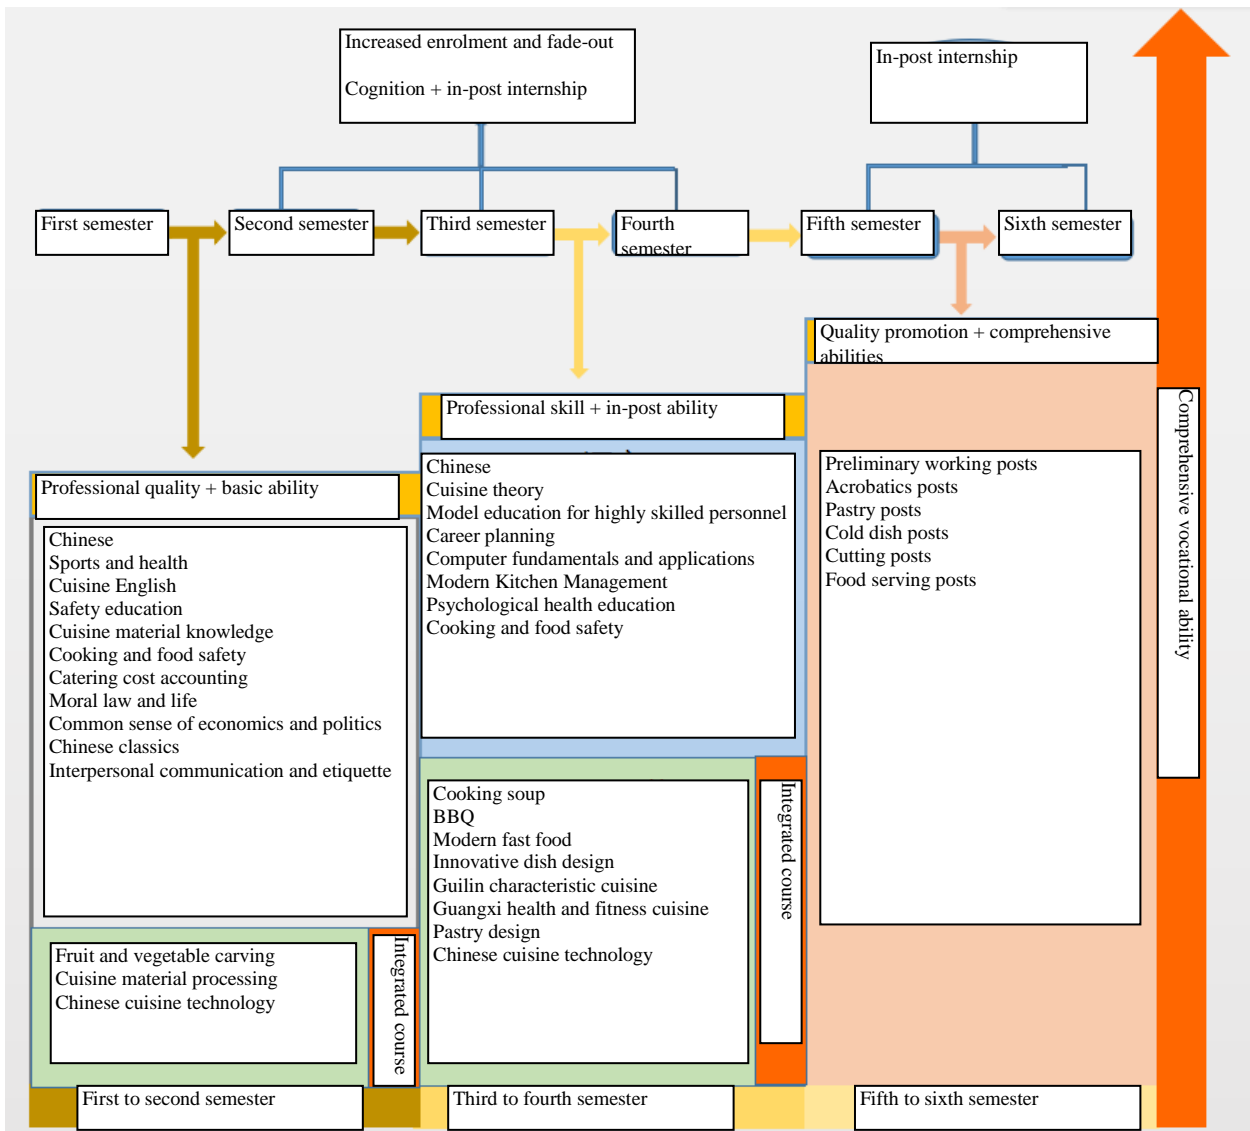 Increased enrolment and fade-out
Cognition + in-post internship
In-post internship
First semester
Second semester
Third semester
Fourth
semester
Fifth semester
Sixth semester
Quality promotion + comprehensive
abilities
Professional skill + in-post ability
Professional quality + basic ability
Chinese
Sports and health
Cuisine English
Safety education
Cuisine material knowledge
Cooking and food safety
Catering cost accounting
Moral law and life
Common sense of economics and politics
Chinese classics
Interpersonal communication and etiquette
Fruit and vegetable carving
Cuisine material processing
Chinese cuisine technology
Integrated course
Chinese
Cuisine theory
Model education for highly skilled personnel
Career planning
Computer fundamentals and applications
Modern Kitchen Management
Psychological health education
Cooking and food safety
Cooking soup
BBQ
Modern fast food
Innovative dish design
Guilin characteristic cuisine
Guangxi health and fitness cuisine
Pastry design
Chinese cuisine technology
Integrated course
Preliminary working posts
Acrobatics posts
Pastry posts
Cold dish posts
Cutting posts
Food serving posts
Comprehensive vocational ability
First to second semester
Third to fourth semester
Fifth to sixth semester